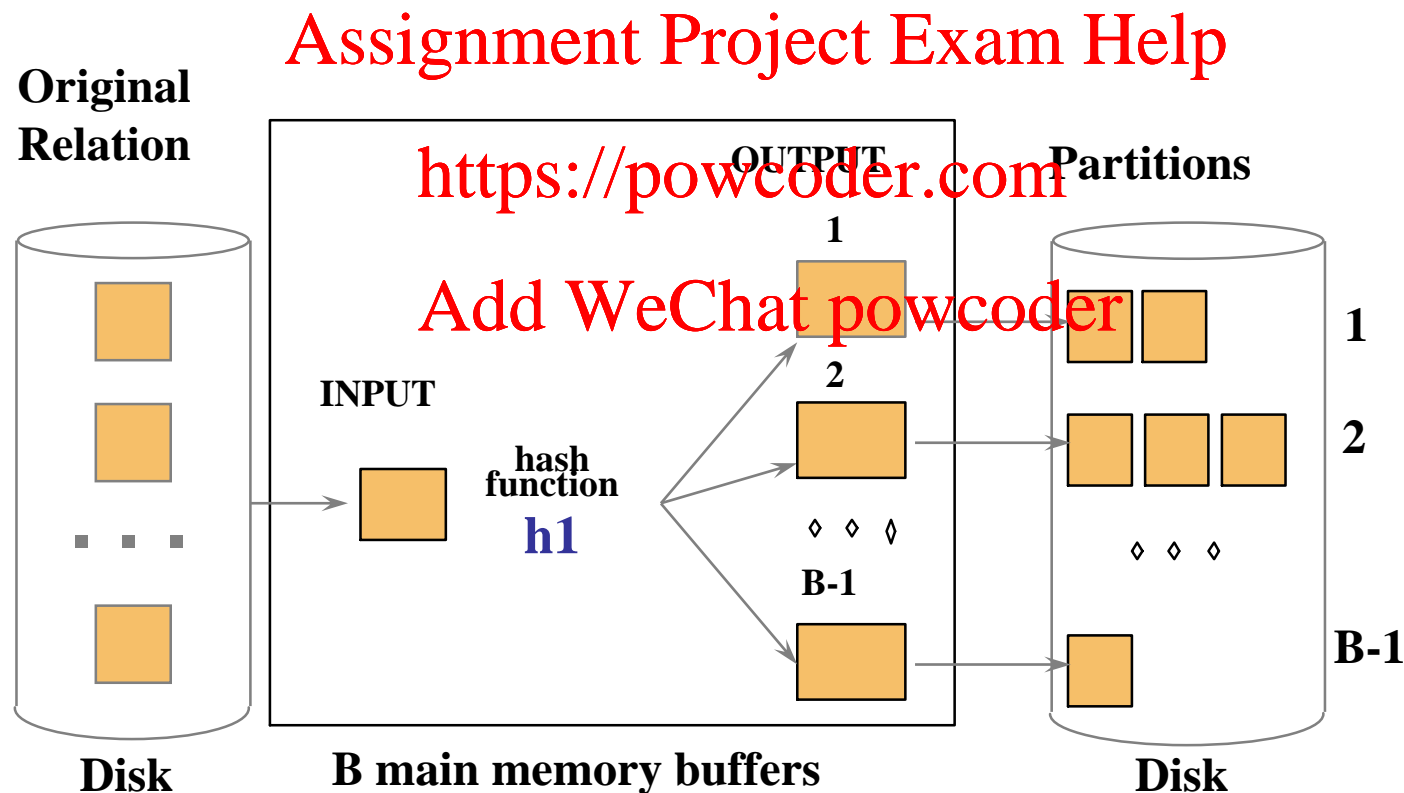 Assignment Project Exam Help
Original
Relation
https://powcoder.com
OUTPUT
Partitions
1
Add WeChat powcoder
1
2
INPUT
2
hash
function
h1
B-1
B-1
Disk
B main memory buffers
Disk